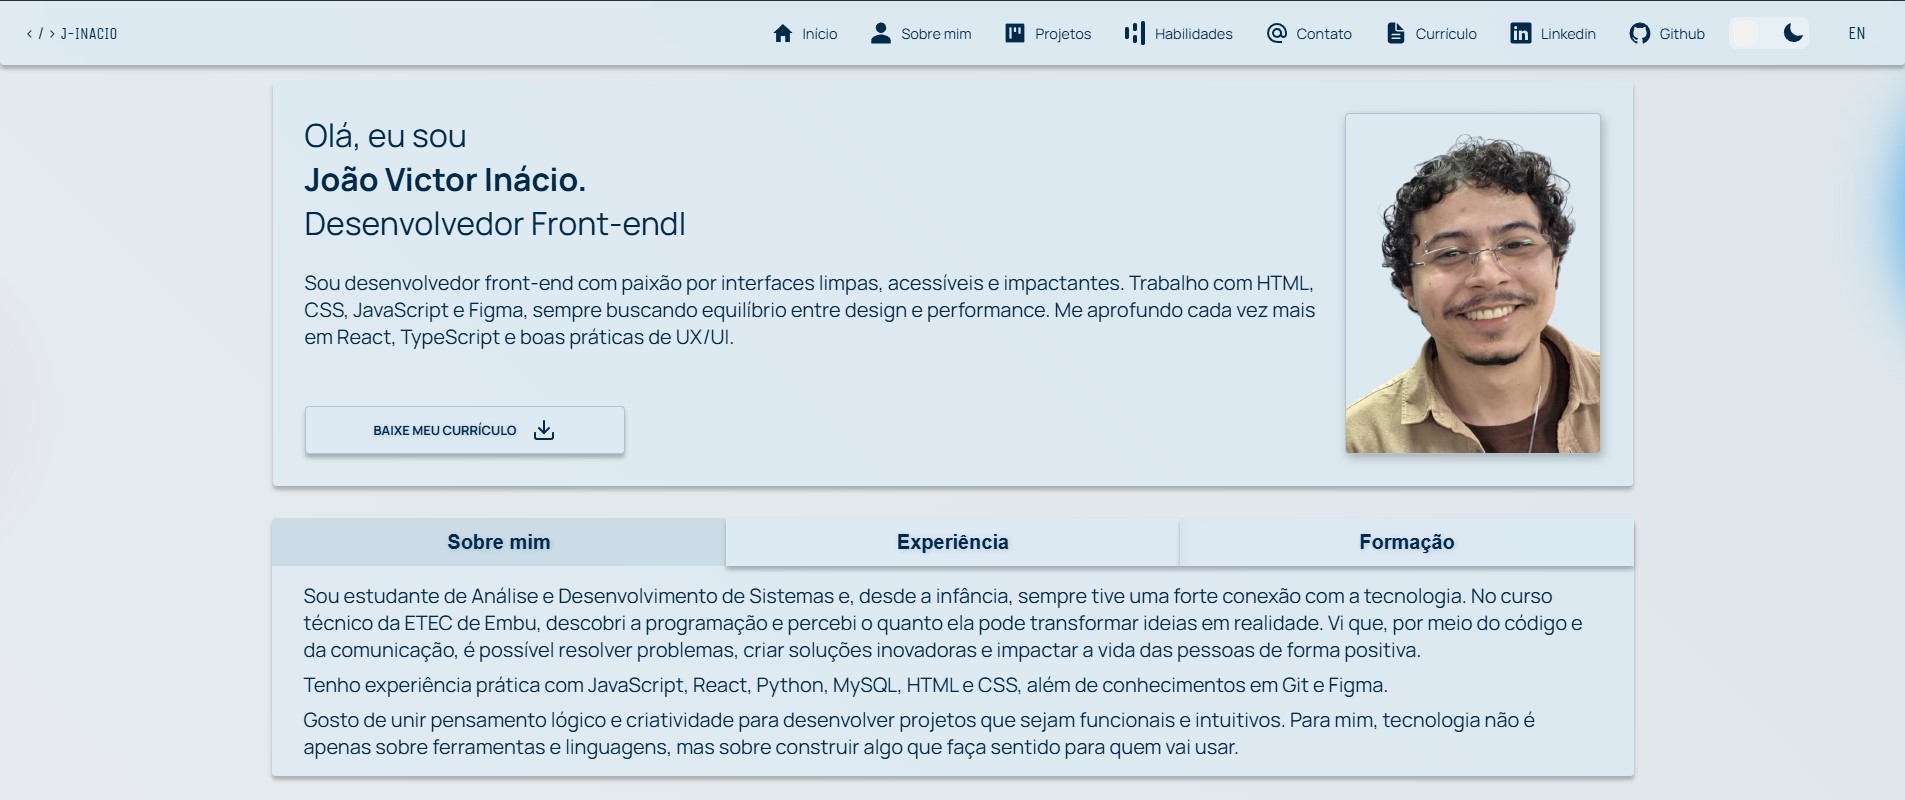 </> J-INACIO
Início
Sobre mim
Projetos
Habilidades
Contato
Currículo
Linkedin
Github
EN
Olá, eu sou
João Victor Inácio.
Desenvolvedor Front-end|
Sou desenvolvedor front-end com paixão por interfaces limpas, acessíveis e impactantes. Trabalho com HTML,
CSS, JavaScript e Figma, sempre buscando equilíbrio entre design e performance. Me aprofundo cada vez mais
em React, TypeScript e boas práticas de UX/UI.
BAIXE MEU CURRÍCULO
Sobre mim
Experiência
Formação
Sou estudante de Análise e Desenvolvimento de Sistemas e, desde a infância, sempre tive uma forte conexão com a tecnologia. No curso
técnico da ETEC de Embu, descobri a programação e percebi o quanto ela pode transformar ideias em realidade. Vi que, por meio do código e
da comunicação, é possível resolver problemas, criar soluções inovadoras e impactar a vida das pessoas de forma positiva.
Tenho experiência prática com JavaScript, React, Python, MySQL, HTML e CSS, além de conhecimentos em Git e Figma.
Gosto de unir pensamento lógico e criatividade para desenvolver projetos que sejam funcionais e intuitivos. Para mim, tecnologia não é
apenas sobre ferramentas e linguagens, mas sobre construir algo que faça sentido para quem vai usar.